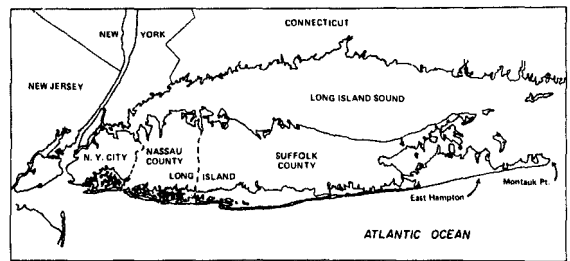 CONNECTICUT
NEW YORK
NEW JERSEY
LONG ISLAND SOUND
N.Y. CITY
NASSAU
COUNTY
SUFFOLK
COUNTY
LONG ISLAND
Montauk Pt.
East Hampton
ATLANTIC OCEAN